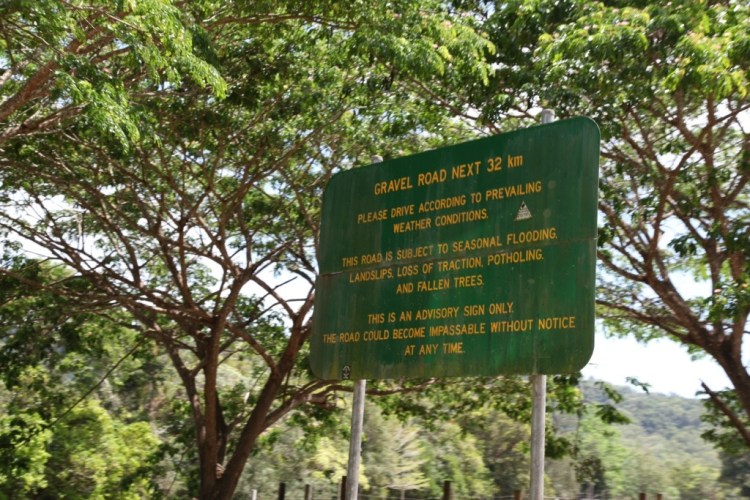 GRAVEL ROAD NEXT 32 km
PLEASE DRIVE ACCORDING TO PREVAILING
WEATHER CONDITIONS.
THIS ROAD IS SUBJECT TO SEASONAL FLOODING,
LANDSLIPS, LOSS OF TRACTION, POTHOLING,
AND FALLEN TREES.
THIS IS AN ADVISORY SIGN ONLY.
THE ROAD COULD BECOME IMPASSABLE WITHOUT NOTICE
AT ANY TIME.